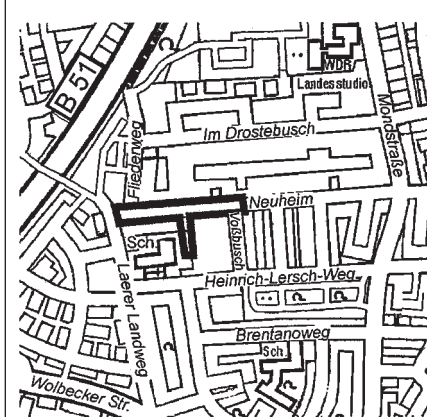 B 51
WDR
Landesstudio
Mondstraße
Im Drostebusch
Fliederweg
Neuheim
Voßbusch
Sch.
Heinrich-Lersch-Weg
Laerer Landweg
Brentanoweg
Sch.
Wolbecker Str.